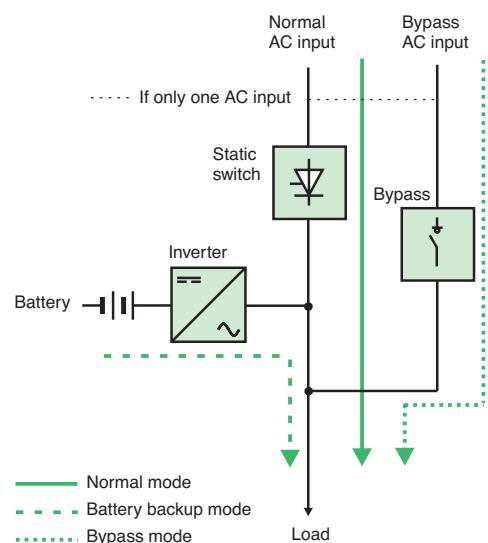 Normal
AC input
Bypass
AC input
If only one AC input
Static
switch
Bypass
Inverter
Battery
Normal mode
Battery backup mode
Bypass mode
Load